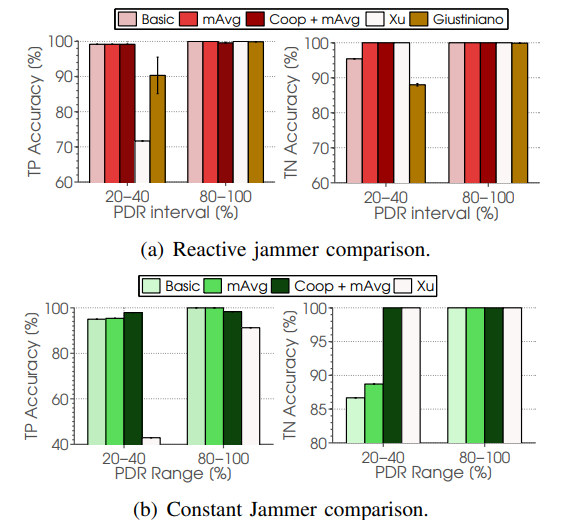 Basic mAvg Coop + mAvg Xu Giustiniano
TP Accuracy (%)
100
90
80
70
60
20–40 80–100
PDR interval (%)
TN Accuracy (%)
100
90
80
70
60
20–40 80–100
PDR interval (%)
(a) Reactive jammer comparison.
Basic mAvg Coop + mAvg Xu
TP Accuracy (%)
100
80
60
40
20–40 80–100
PDR Range (%)
TN Accuracy (%)
100
95
90
85
80
20–40 80–100
PDR Range (%)
(b) Constant Jammer comparison.